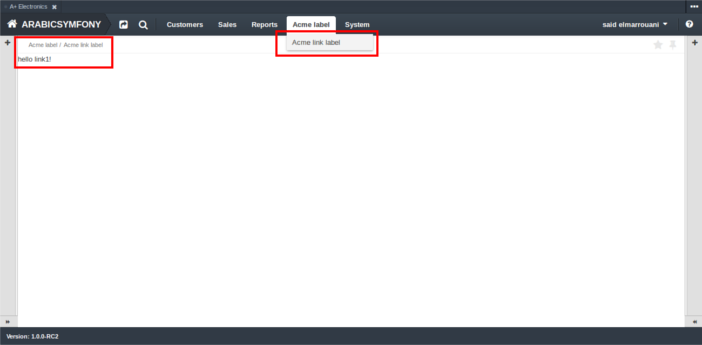 A+ Electronics
ARABICSYMFONY Customers Sales Reports Acme label System said elmarrouani
Acme link label
Acme label / Acme link label
hello link1!
Version: 1.0.0-RC2